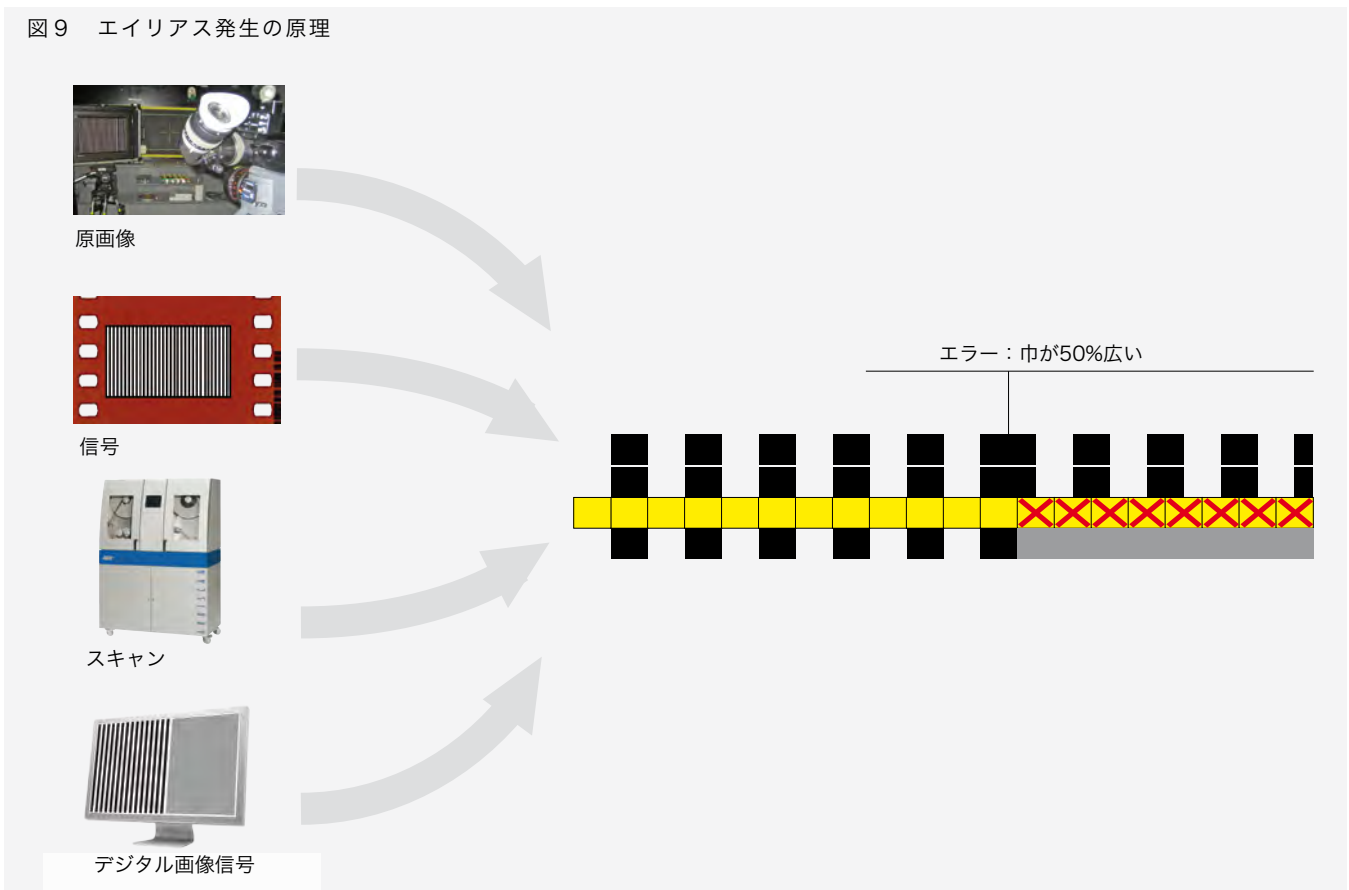 図9 エイリアス発生の原理
原画像
信号
スキャン
デジタル画像信号
エラー：巾が50%広い